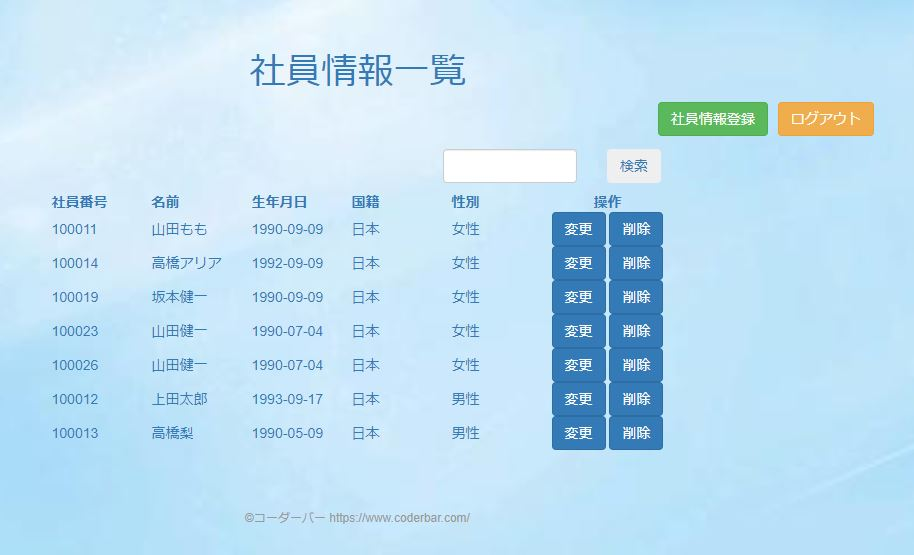 社員情報一覧
社員情報登録 ログアウト
検索
社員番号 名前 生年月日 国籍 性別 操作
100011 山田もも 1990-09-09 日本 女性 変更 削除
100014 高橋アリア 1992-09-09 日本 女性 変更 削除
100019 坂本健一 1990-09-09 日本 女性 変更 削除
100023 山田健一 1990-07-04 日本 女性 変更 削除
100026 山田健一 1990-07-04 日本 女性 変更 削除
100012 上田太郎 1993-09-17 日本 男性 変更 削除
100013 高橋梨 1990-05-09 日本 男性 変更 削除
©コーダーバー https://www.coderbar.com/